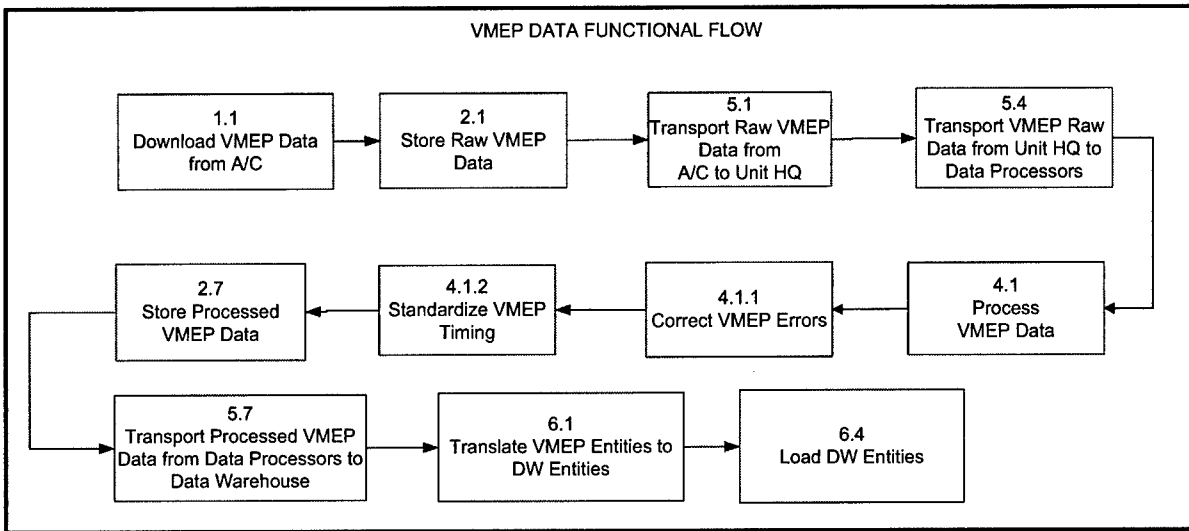 VMEP DATA FUNCTIONAL FLOW
1.1
Download VMEP Data
from A/C
2.1
Store Raw VMEP
Data
5.1
Transport Raw VMEP
Data from
A/C to Unit HQ
5.4
Transport VMEP Raw
Data from Unit HQ to
Data Processors
2.7
Store Processed
VMEP Data
4.1.2
Standardize VMEP
Timing
4.1.1
Correct VMEP Errors
4.1
Process
VMEP Data
5.7
Transport Processed VMEP
Data from Data Processors to
Data Warehouse
6.1
Translate VMEP Entities to
DW Entities
6.4
Load DW Entities